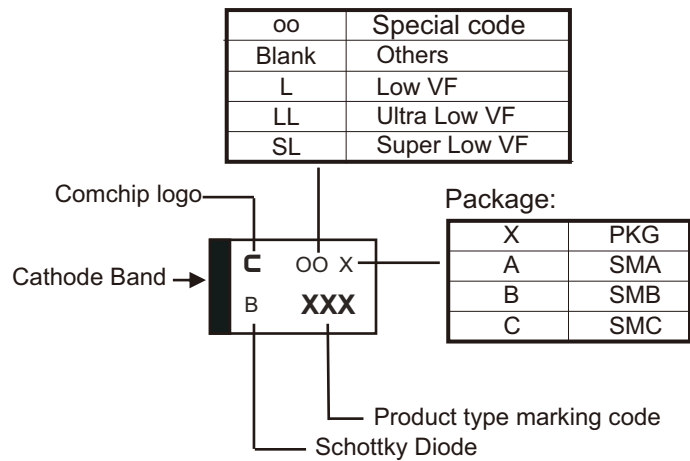 oo Special code
Blank Others
L Low VF
LL Ultra Low VF
SL Super Low VF
Comchip logo
Package:
X PKG
A SMA
B SMB
C SMC
Cathode Band
OO X
B XXX
Product type marking code
Schottky Diode